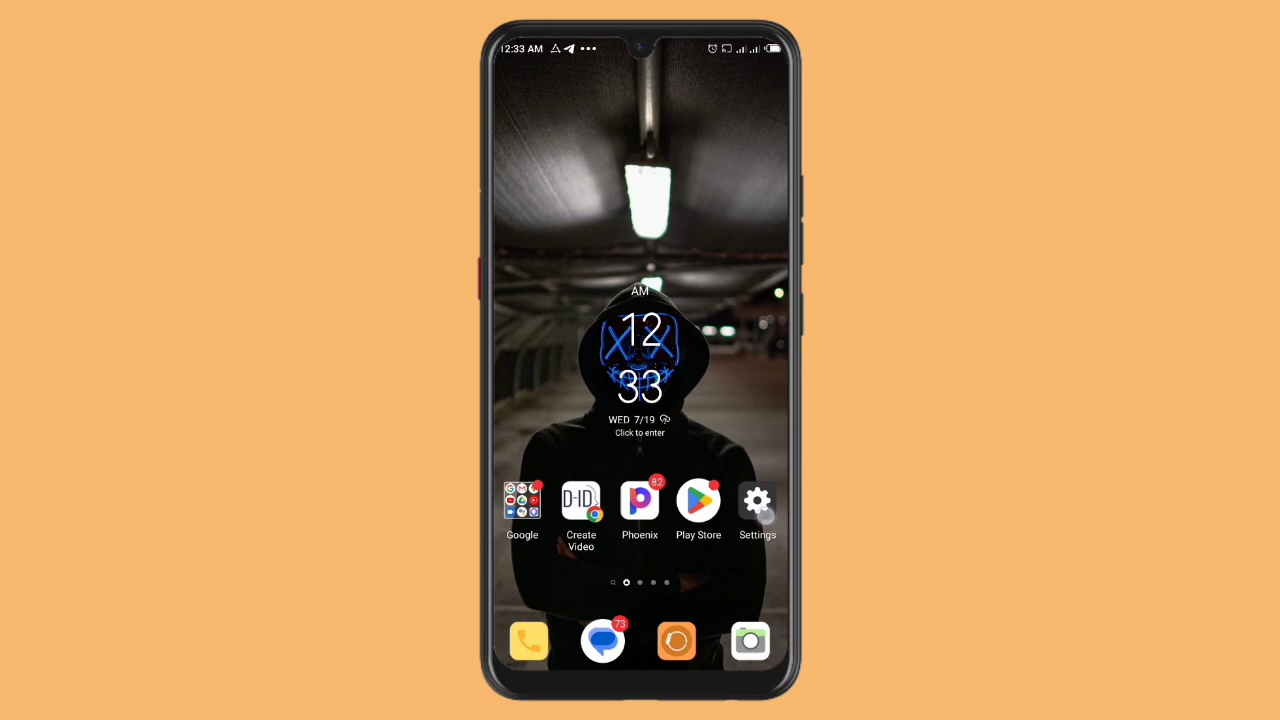 12:33 AM
AM
12
33
WED 7/19
Click to enter
82
D-ID
Google
Create
Video
Phoenix
Play Store
Settings
73